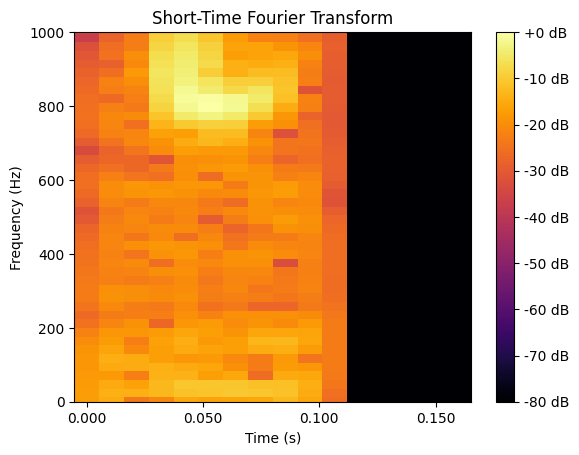 Short-Time Fourier Transform
1000
800
600
400
200
0
Frequency (Hz)
0.000
0.050
0.100
0.150
Time (s)
+0 dB
-10 dB
-20 dB
-30 dB
-40 dB
-50 dB
-60 dB
-70 dB
-80 dB